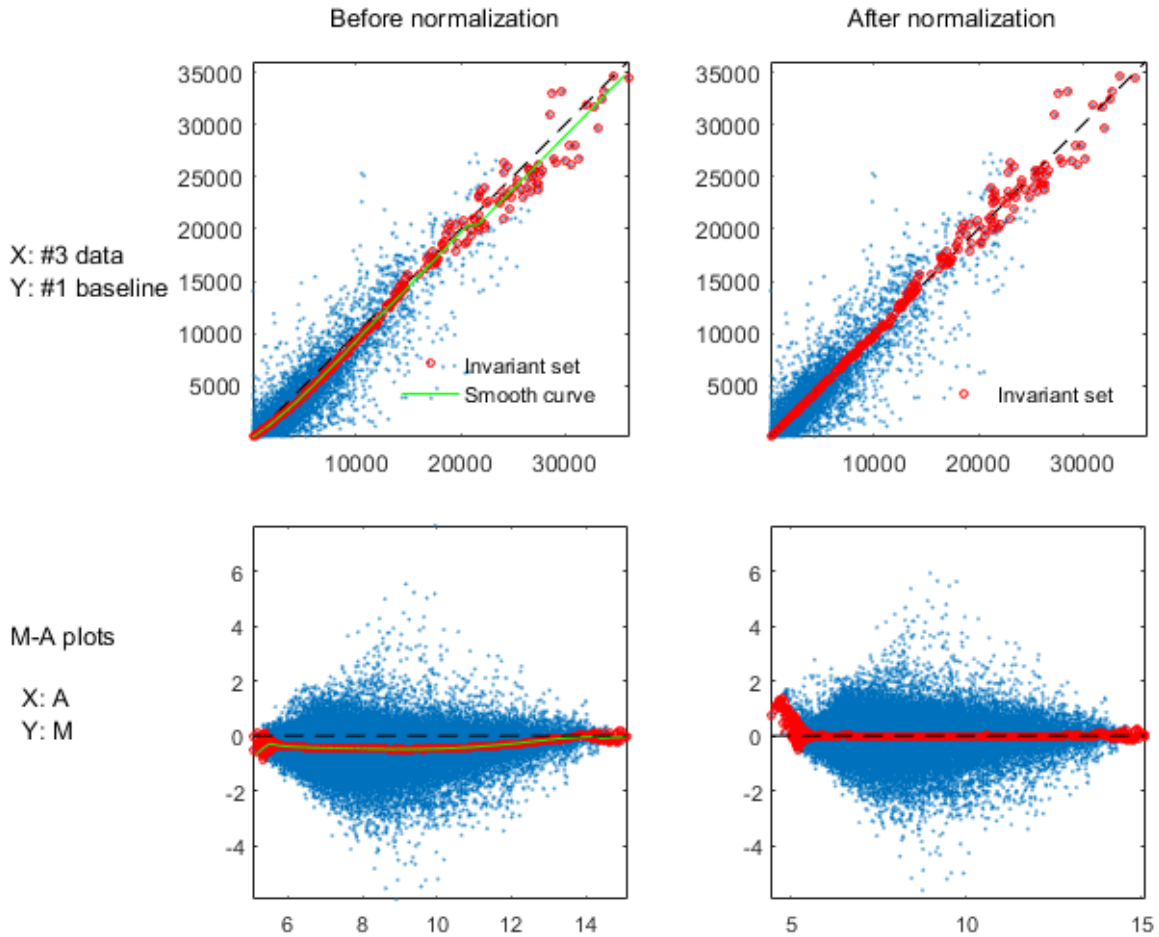 Before normalization
After normalization
X: #3 data
Y: #1 baseline
35000
30000
25000
20000
15000
10000
5000
Invariant set
Smooth curve
10000 20000 30000
35000
30000
25000
20000
15000
10000
5000
Invariant set
10000 20000 30000
M-A plots
X: A
Y: M
6
4
2
0
-2
-4
6 8 10 12 14
6
4
2
0
-2
-4
5 10 15